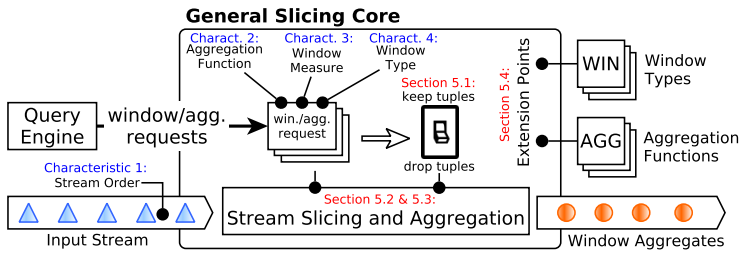 General Slicing Core
Charact. 2:
Aggregation
Function
Charact. 3:
Window
Measure
Charact. 4:
Window
Type
Section 5.1:
keep tuples
drop tuples
Section 5.4:
Extension Points
WIN
Window
Types
AGG
Aggregation
Functions
Query
Engine
window/agg.
requests
win./agg.
request
Characteristic 1:
Stream Order
Section 5.2 & 5.3:
Stream Slicing and Aggregation
Input Stream
Window Aggregates